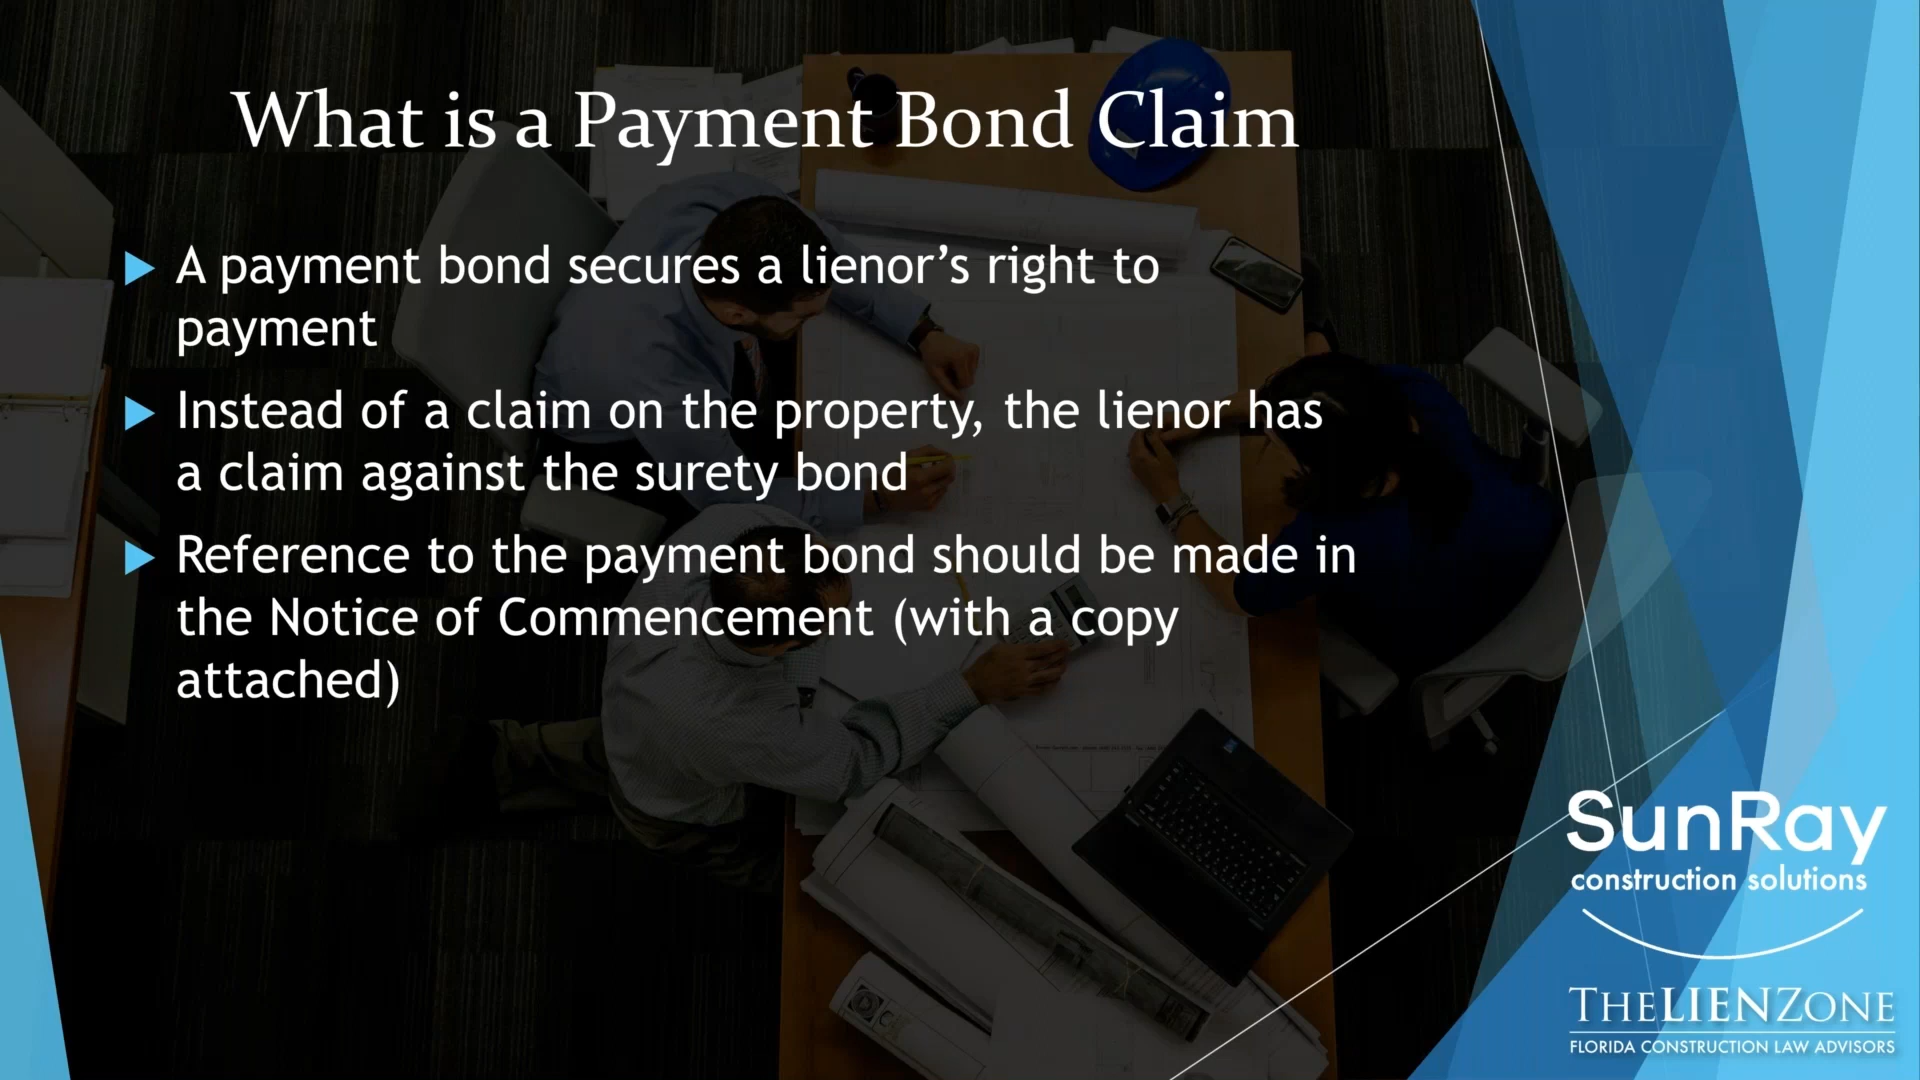 What is a Payment Bond Claim
A payment bond secures a lienor’s right to
payment
Instead of a claim on the property, the lienor has
a claim against the surety bond
Reference to the payment bond should be made in
the Notice of Commencement (with a copy
attached)
SunRay
construction solutions
THELIENZONE
FLORIDA CONSTRUCTION LAW ADVISORS